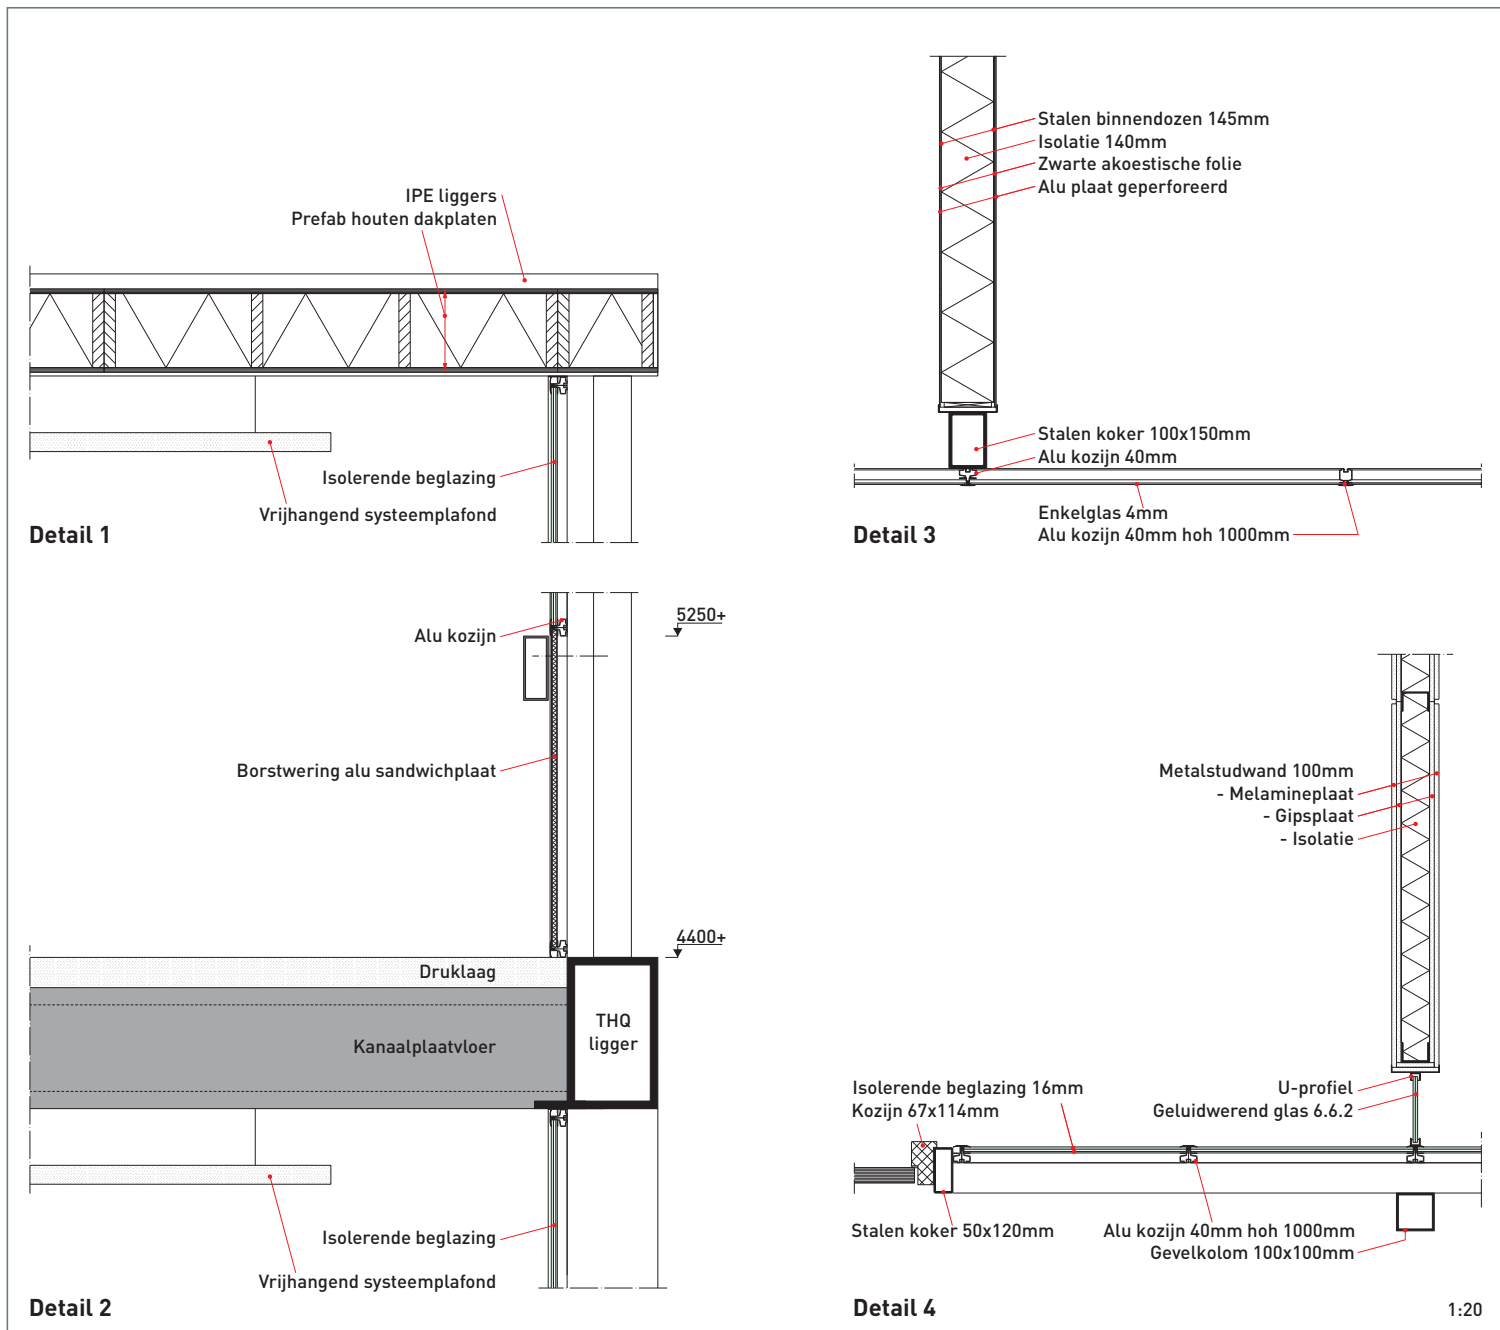 IPE liggers
Prefab houten dakplaten
Isolerende beglazing
Vrijhangend systeemplafond
Detail 1
Alu kozijn
5250+
Borstwering alu sandwichplaat
4400+
Druklaag
Kanaalplaatvloer
THQ
ligger
Isolerende beglazing
Vrijhangend systeemplafond
Detail 2
Stalen binnendozen 145mm
Isolatie 140mm
Zwarte akoestische folie
Alu plaat geperforeerd
Stalen koker 100x150mm
Alu kozijn 40mm
Enkelglas 4mm
Alu kozijn 40mm hoh 1000mm
Detail 3
Metalstudwand 100mm
- Melamineplaat
- Gipsplaat
- Isolatie
Isolerende beglazing 16mm
Kozijn 67x114mm
U-profiel
Geluidwerend glas 6.6.2
Stalen koker 50x120mm
Alu kozijn 40mm hoh 1000mm
Gevelkolom 100x100mm
Detail 4
1:20